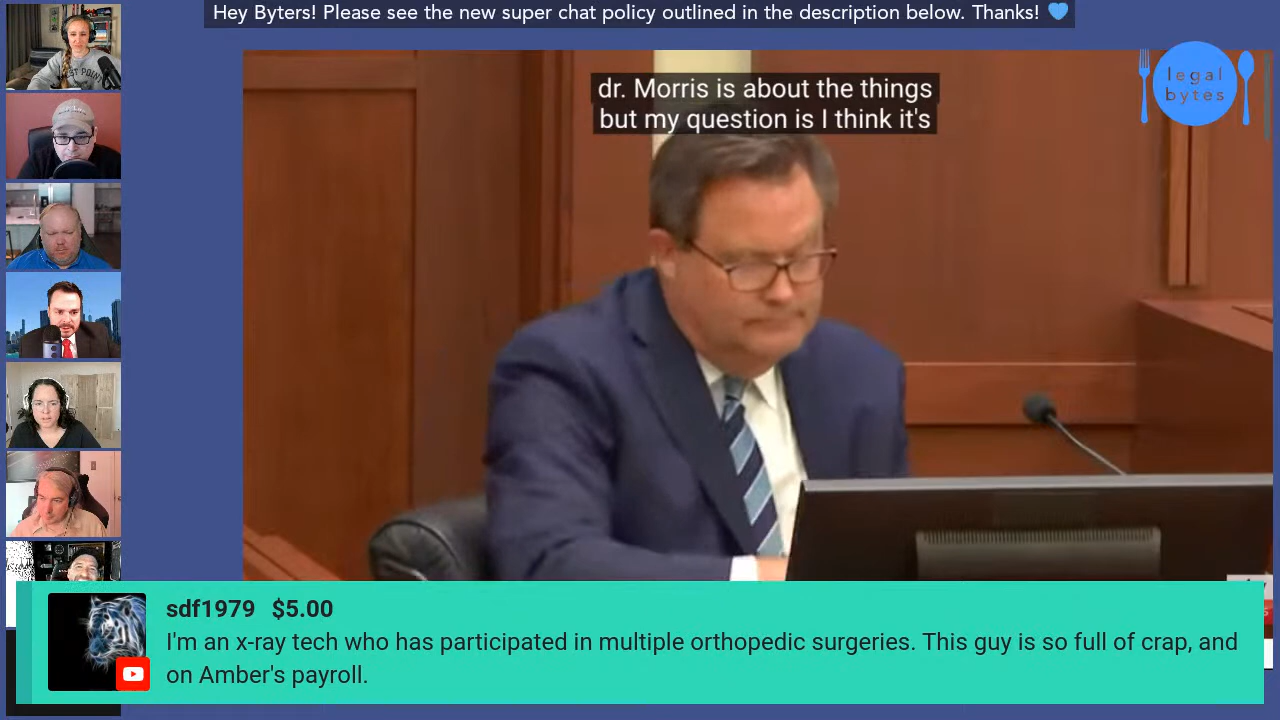 Hey Byters! Please see the new super chat policy outlined in the description below. Thanks! 💙
legal
bytes
dr. Morris is about the things
but my question is I think it's
sdf1979 $5.00
I'm an x-ray tech who has participated in multiple orthopedic surgeries. This guy is so full of crap, and
on Amber's payroll.